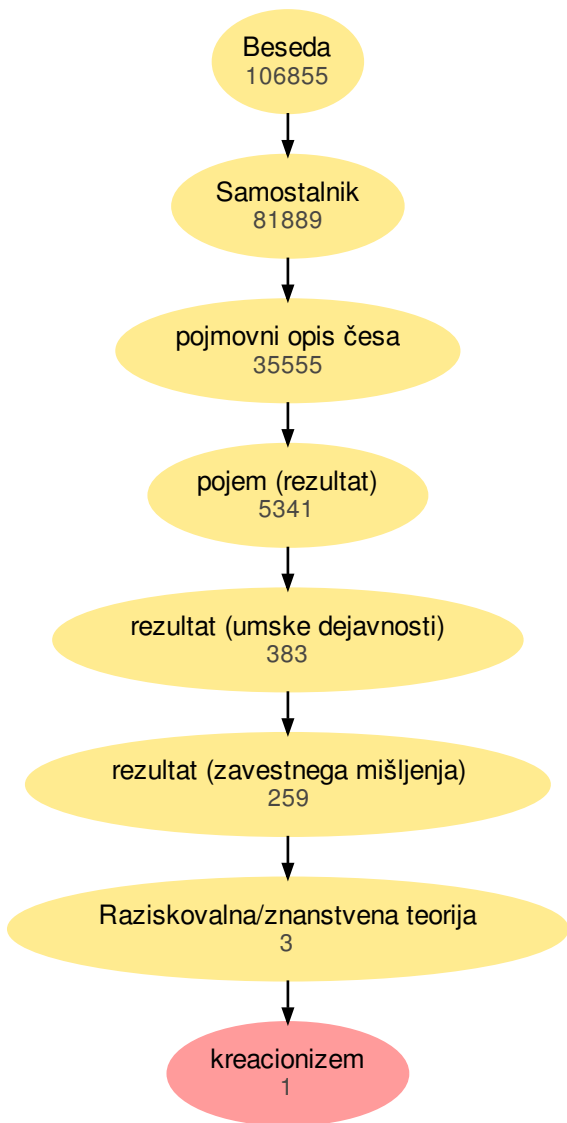 Beseda
106855
Samostalnik
81889
pojmovni opis česa
35555
pojem (rezultat)
5341
rezultat (umske dejavnosti)
383
rezultat (zavestnega mišljenja)
259
Raziskovalna/znanstvena teorija
3
kreacionizem
1